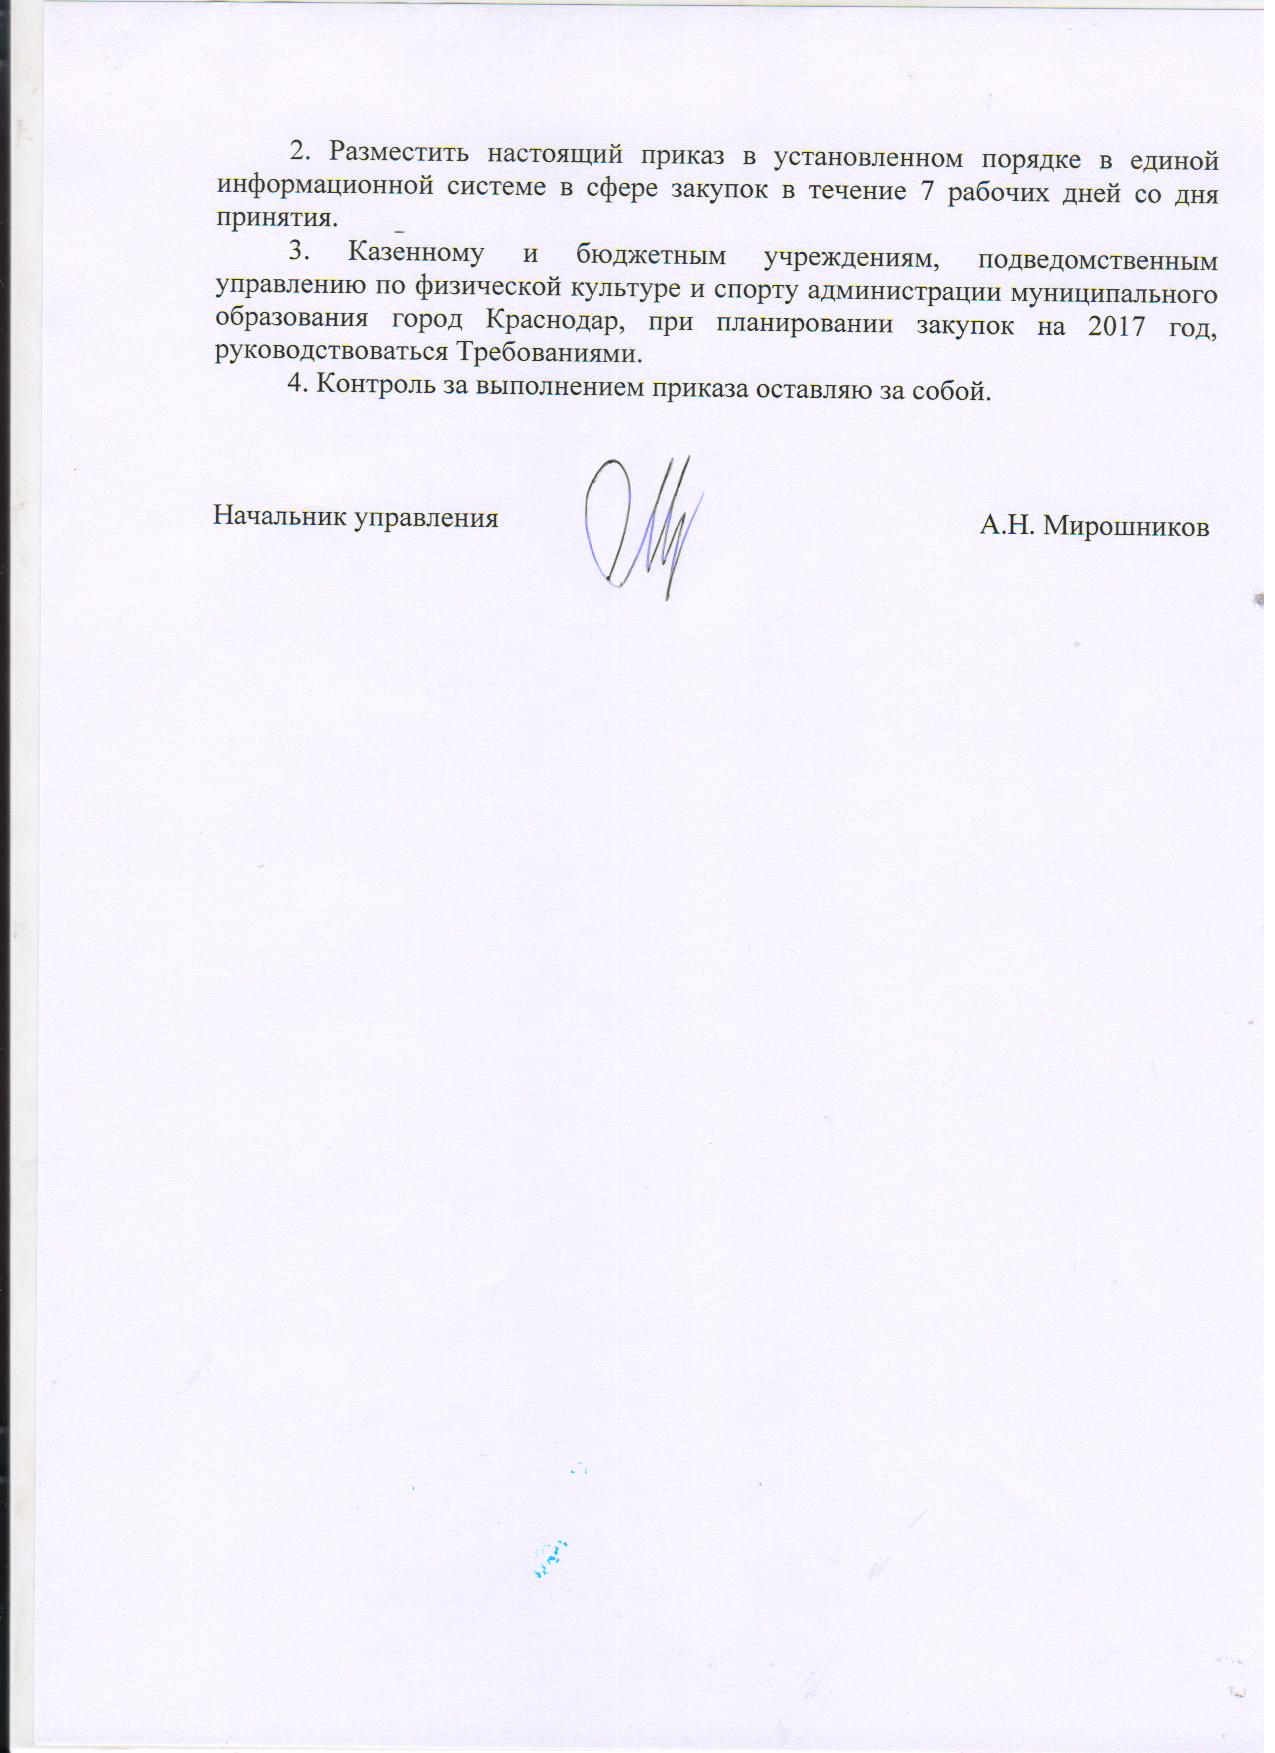 2. Разместить настоящий приказ в установленном порядке в единой
информационной системе в сфере закупок в течение 7 рабочих дней со дня
принятия.
3. Казенному и бюджетным учреждениям, подведомственным
управлению по физической культуре и спорту администрации муниципального
образования город Краснодар, при планировании закупок на 2017 год,
руководствоваться Требованиями.
4. Контроль за выполнением приказа оставляю за собой.
Начальник управления
А.Н. Мирошников